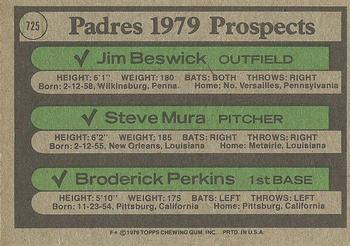 725
Padres 1979 Prospects
Jim Beswick OUTFIELD
HEIGHT: 6'1" WEIGHT: 180 BATS: BOTH THROWS: RIGHT
Born: 2-12-58, Wilkinsburg, Penna. Home: No. Versailles, Pennsylvania
Steve Mura PITCHER
HEIGHT: 6'2" WEIGHT: 185 BATS: RIGHT THROWS: RIGHT
Born: 2-12-55, New Orleans, Louisiana Home: Metairie, Louisiana
Broderick Perkins 1st BASE
HEIGHT: 5'10" WEIGHT: 175 BATS: LEFT THROWS: LEFT
Born: 11-23-54, Pittsburg, California Home: Pittsburg, California
F* © 1979 TOPPS CHEWING GUM, INC. PRTD. IN U.S.A.